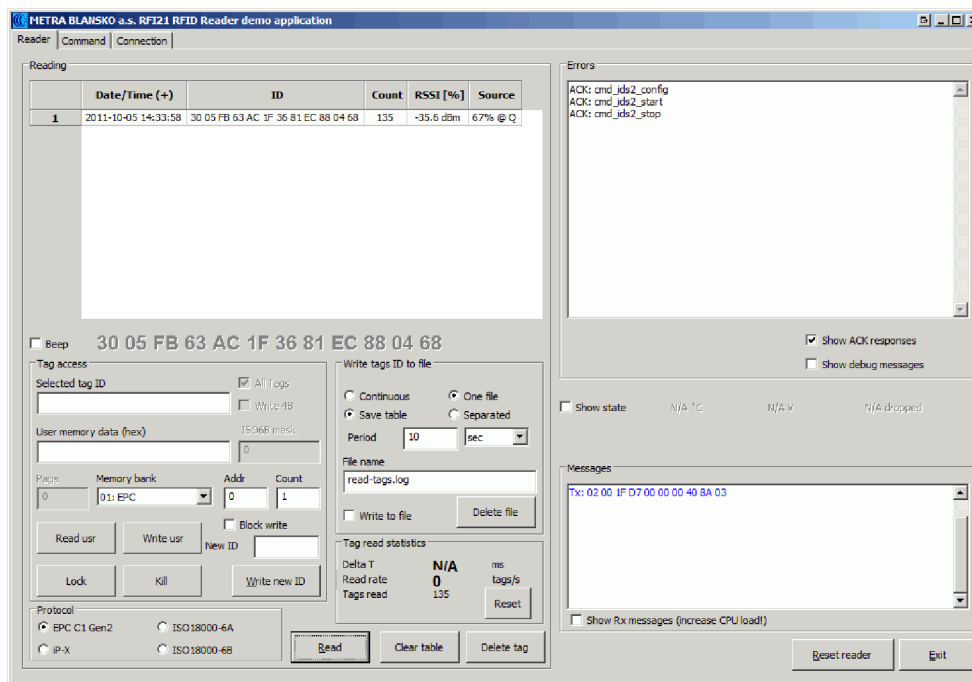 METRA BLANSKO a.s. RFI21 RFID Reader demo application
Reader Command Connection
Reading
Date/Time (+) ID Count RSSI [%] Source
1 2011-10-05 14:33:58 30 05 FB 63 AC 1F 36 81 EC 88 04 68 135 -35.6 dBm 67% @ Q
Beep 30 05 FB 63 AC 1F 36 81 EC 88 04 68
Tag access
Selected tag ID
All Tags
Write 4B
User memory data (hex)
ISO6B mask
0
Page Memory bank Addr Count
0 01: EPC 0 1
Block write
Read usr Write usr New ID
Lock Kill Write new ID
Protocol
EPC C1 Gen2 ISO18000-6A
iP-X ISO18000-6B
Write tags ID to file
Continuous One file
Save table Separated
Period 10 sec
File name
read-tags.log
Write to file Delete file
Tag read statistics
Delta T N/A ms
Read rate 0 tags/s
Tags read 135
Reset
Read Clear table Delete tag
Errors
ACK: cmd_ids2_config
ACK: cmd_ids2_start
ACK: cmd_ids2_stop
Show ACK responses
Show debug messages
Show state N/A °C N/A V N/A dropped
Messages
Tx: 02 00 1F D7 00 00 00 40 8A 03
Show Rx messages (increase CPU load!)
Reset reader Exit